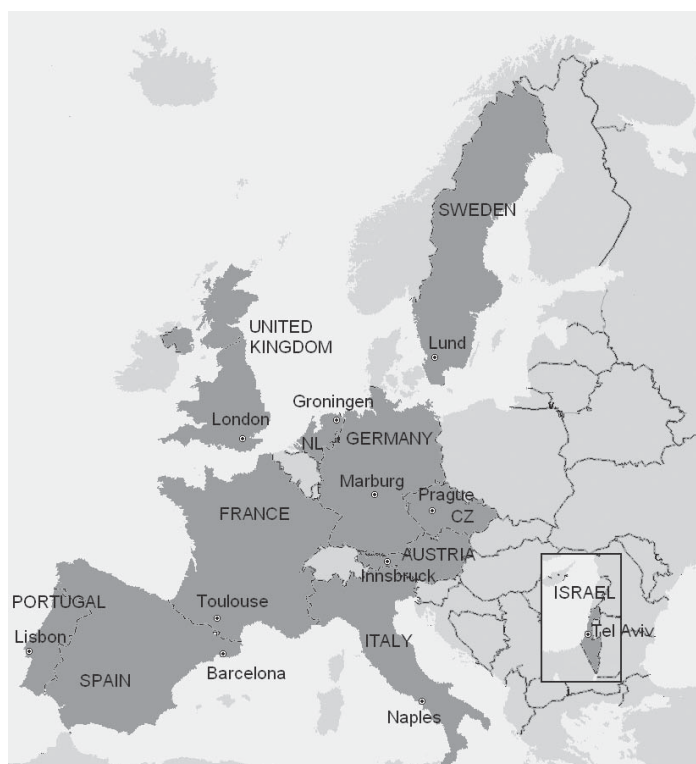 SWEDEN
UNITED
KINGDOM
Lund
Groningen
London
NL
GERMANY
Marburg
Prague
CZ
FRANCE
AUSTRIA
Innsbruck
ISRAEL
Tel Aviv
PORTUGAL
Toulouse
Lisbon
ITALY
SPAIN
Barcelona
Naples